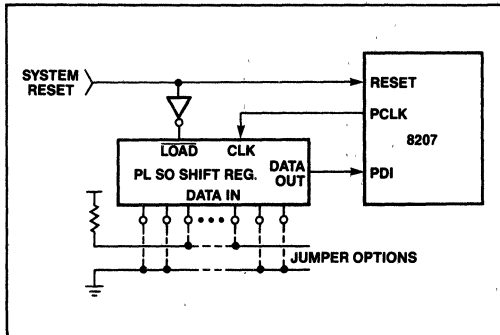 SYSTEM
RESET
RESET
PCLK
8207
PDI
LOAD CLK
DATA
OUT
PL SO SHIFT REG.
DATA IN
JUMPER OPTIONS